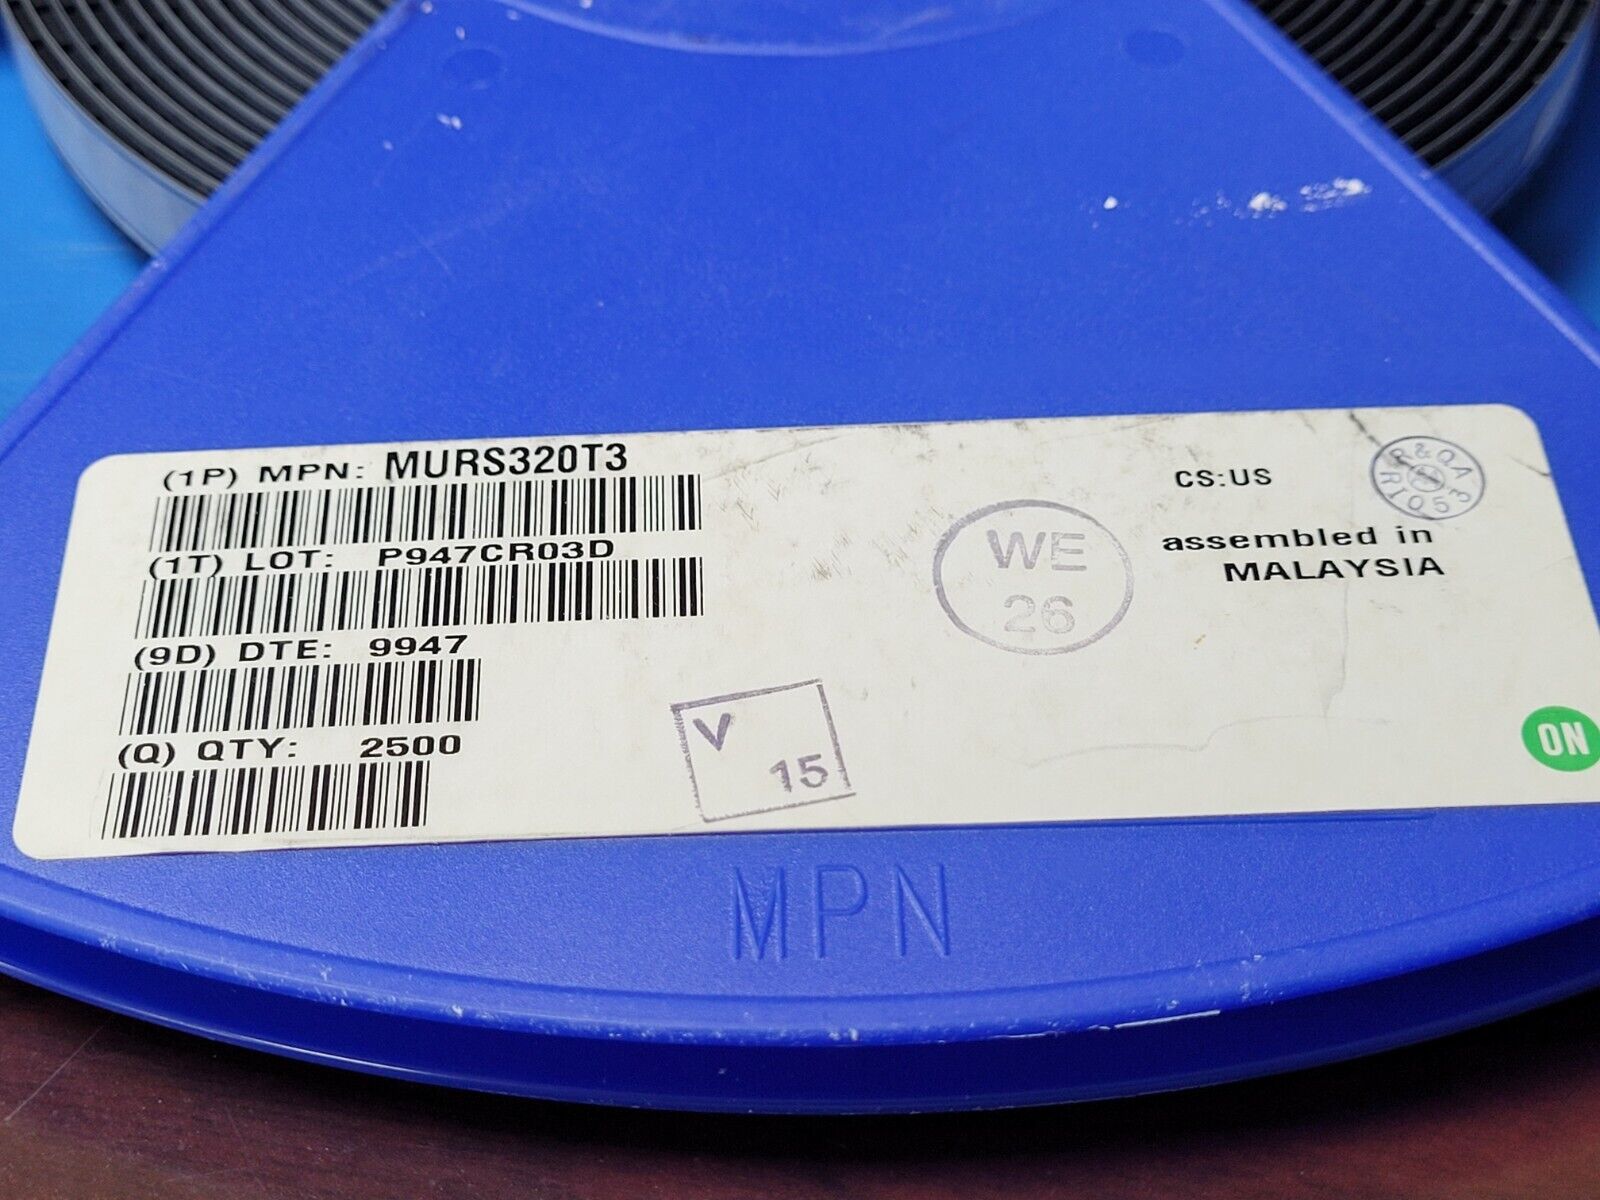 (1P) MPN: MURS320T3
(1T) LOT: P947CR03D
(9D) DTE: 9947
(Q) QTY: 2500
V
15
WE
26
CS:US
assembled in
MALAYSIA
R&QA
ON
MPN